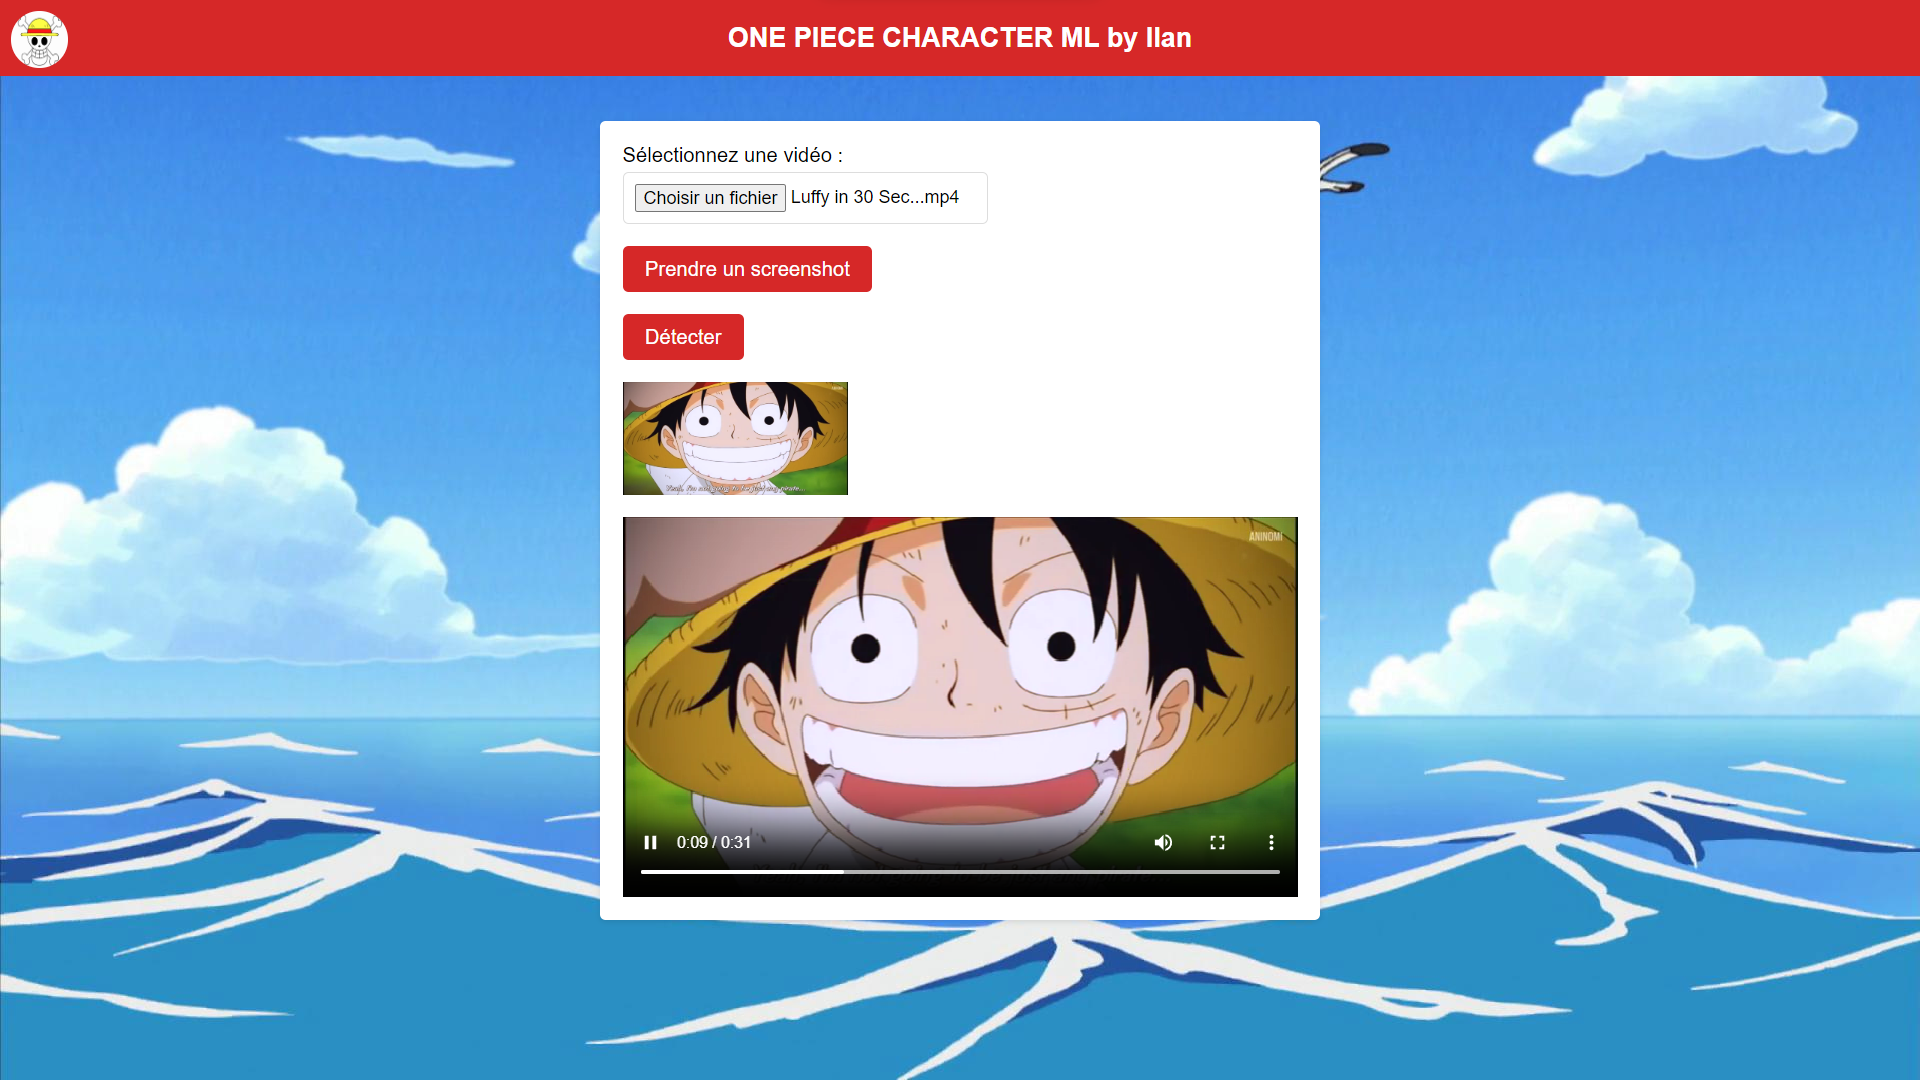 ONE PIECE CHARACTER ML by Ilan
Sélectionnez une vidéo :
Choisir un fichier Luffy in 30 Sec...mp4
Prendre un screenshot
Détecter
ANINOMI
0:09 / 0:31